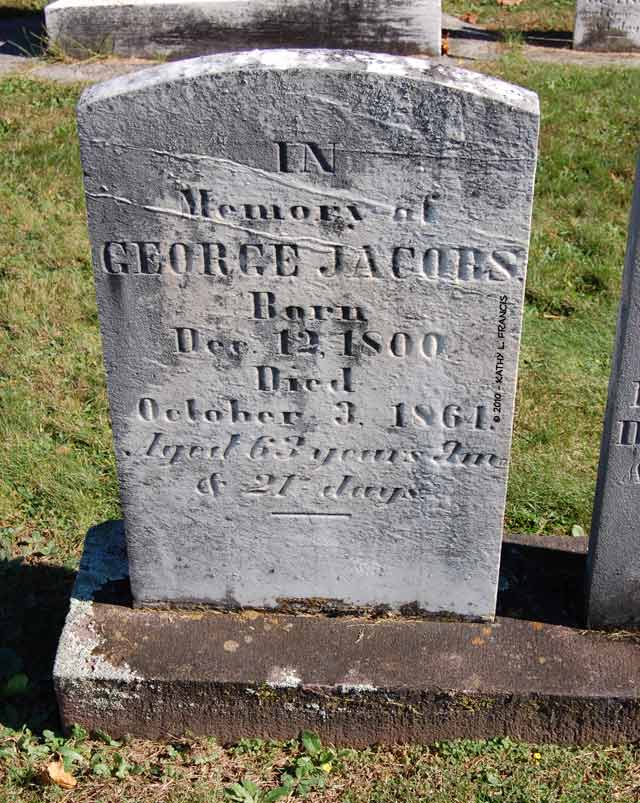 IN
Memory of
GEORGE JACOBS
Born
Dec. 12, 1800
Died
October 3, 1864.
Aged 63 years 9m
& 21 days
© 2010 - KATHY L. FRANCIS